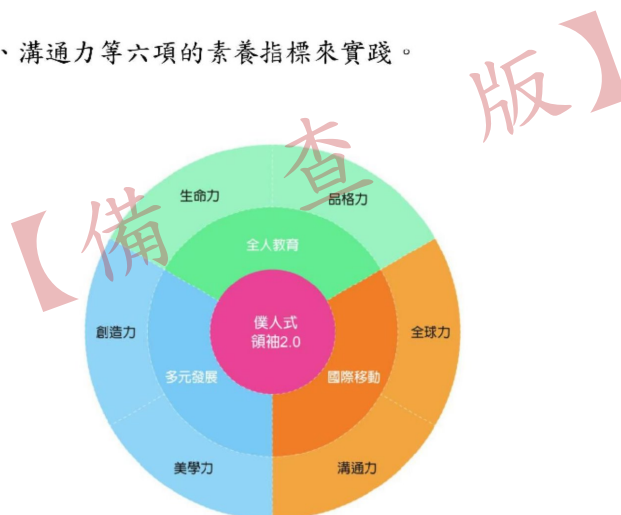 、溝通力等六項的素養指標來實踐。
【備查版】
生命力
品格力
全人教育
創造力
僕人式
領袖2.0
全球力
多元發展
國際移動
美學力
溝通力